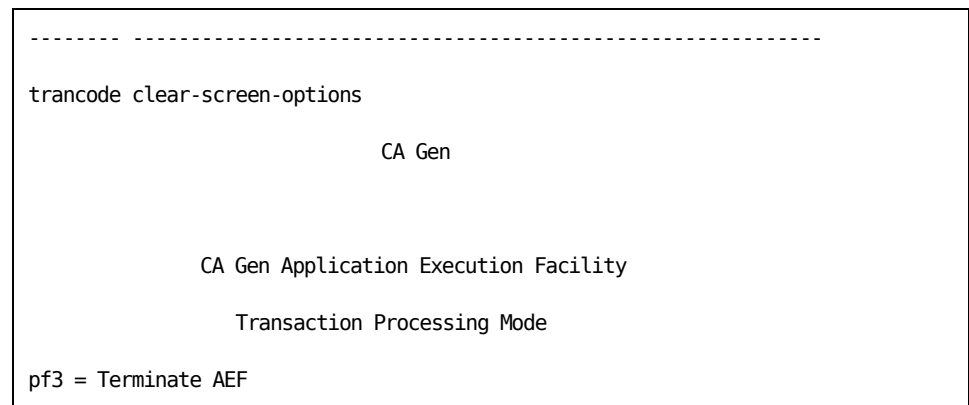 -------- ------------------------------------------------------------
trancode clear-screen-options
CA Gen
CA Gen Application Execution Facility
Transaction Processing Mode
pf3 = Terminate AEF